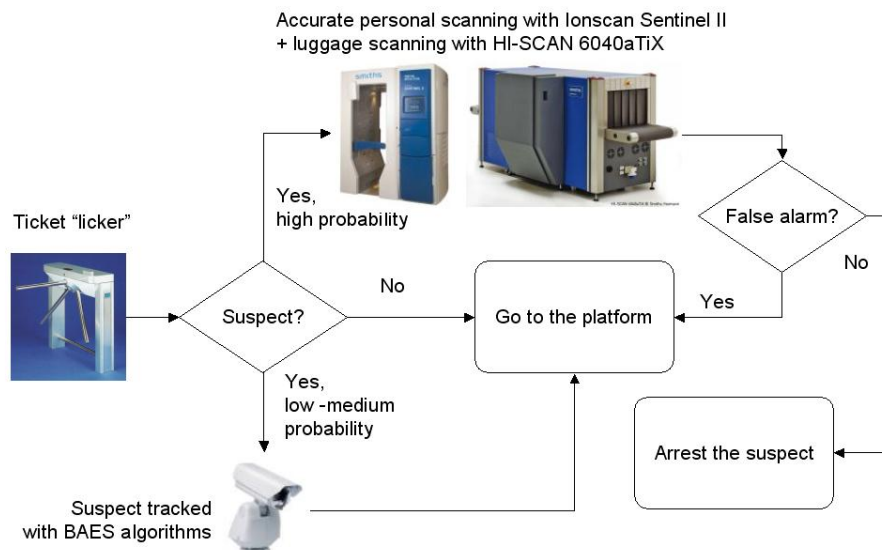 Accurate personal scanning with Ionscan Sentinel II
+ luggage scanning with HI-SCAN 6040aTiX
smiths
Yes,
high probability
False alarm?
Ticket “licker”
No
No
Suspect?
Go to the platform
Yes
Yes,
low -medium
probability
Arrest the suspect
Suspect tracked
with BAES algorithms